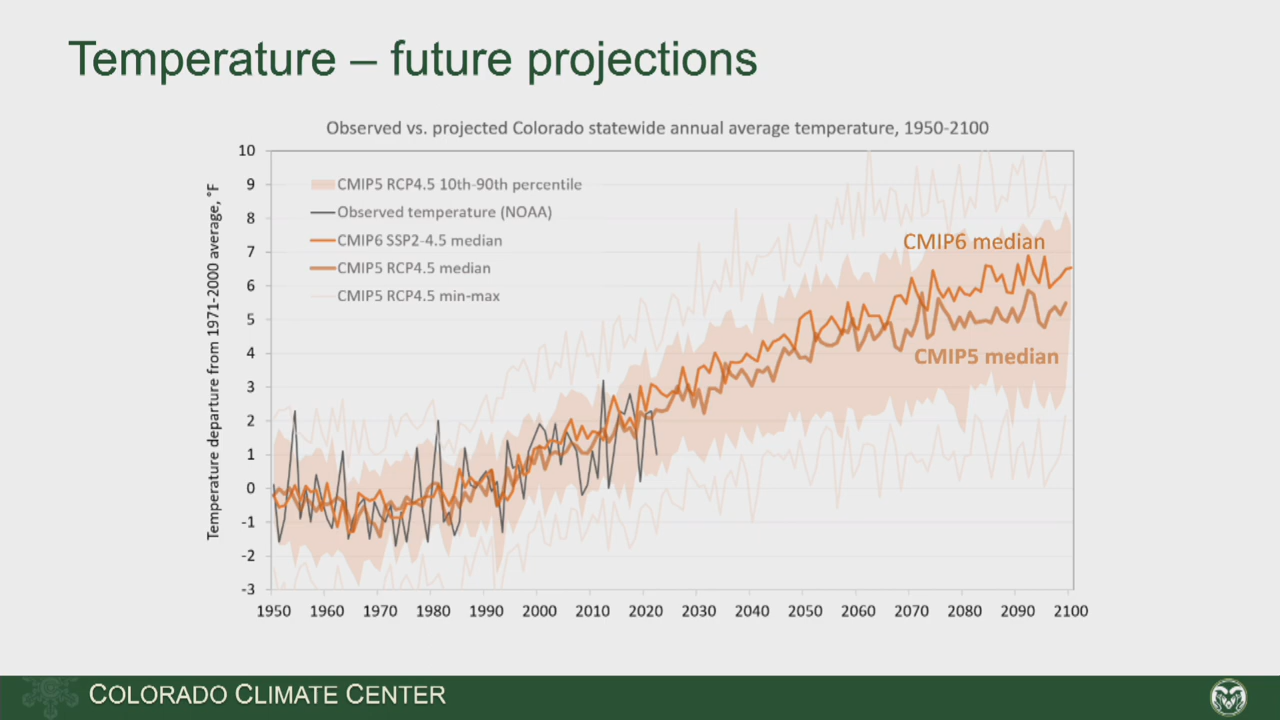 Temperature – future projections
Observed vs. projected Colorado statewide annual average temperature, 1950-2100
Temperature departure from 1971-2000 average, °F
10
9
8
7
6
5
4
3
2
1
0
-1
-2
-3
CMIP5 RCP4.5 10th-90th percentile
Observed temperature (NOAA)
CMIP6 SSP2-4.5 median
CMIP5 RCP4.5 median
CMIP5 RCP4.5 min-max
CMIP6 median
CMIP5 median
1950 1960 1970 1980 1990 2000 2010 2020 2030 2040 2050 2060 2070 2080 2090 2100
COLORADO CLIMATE CENTER